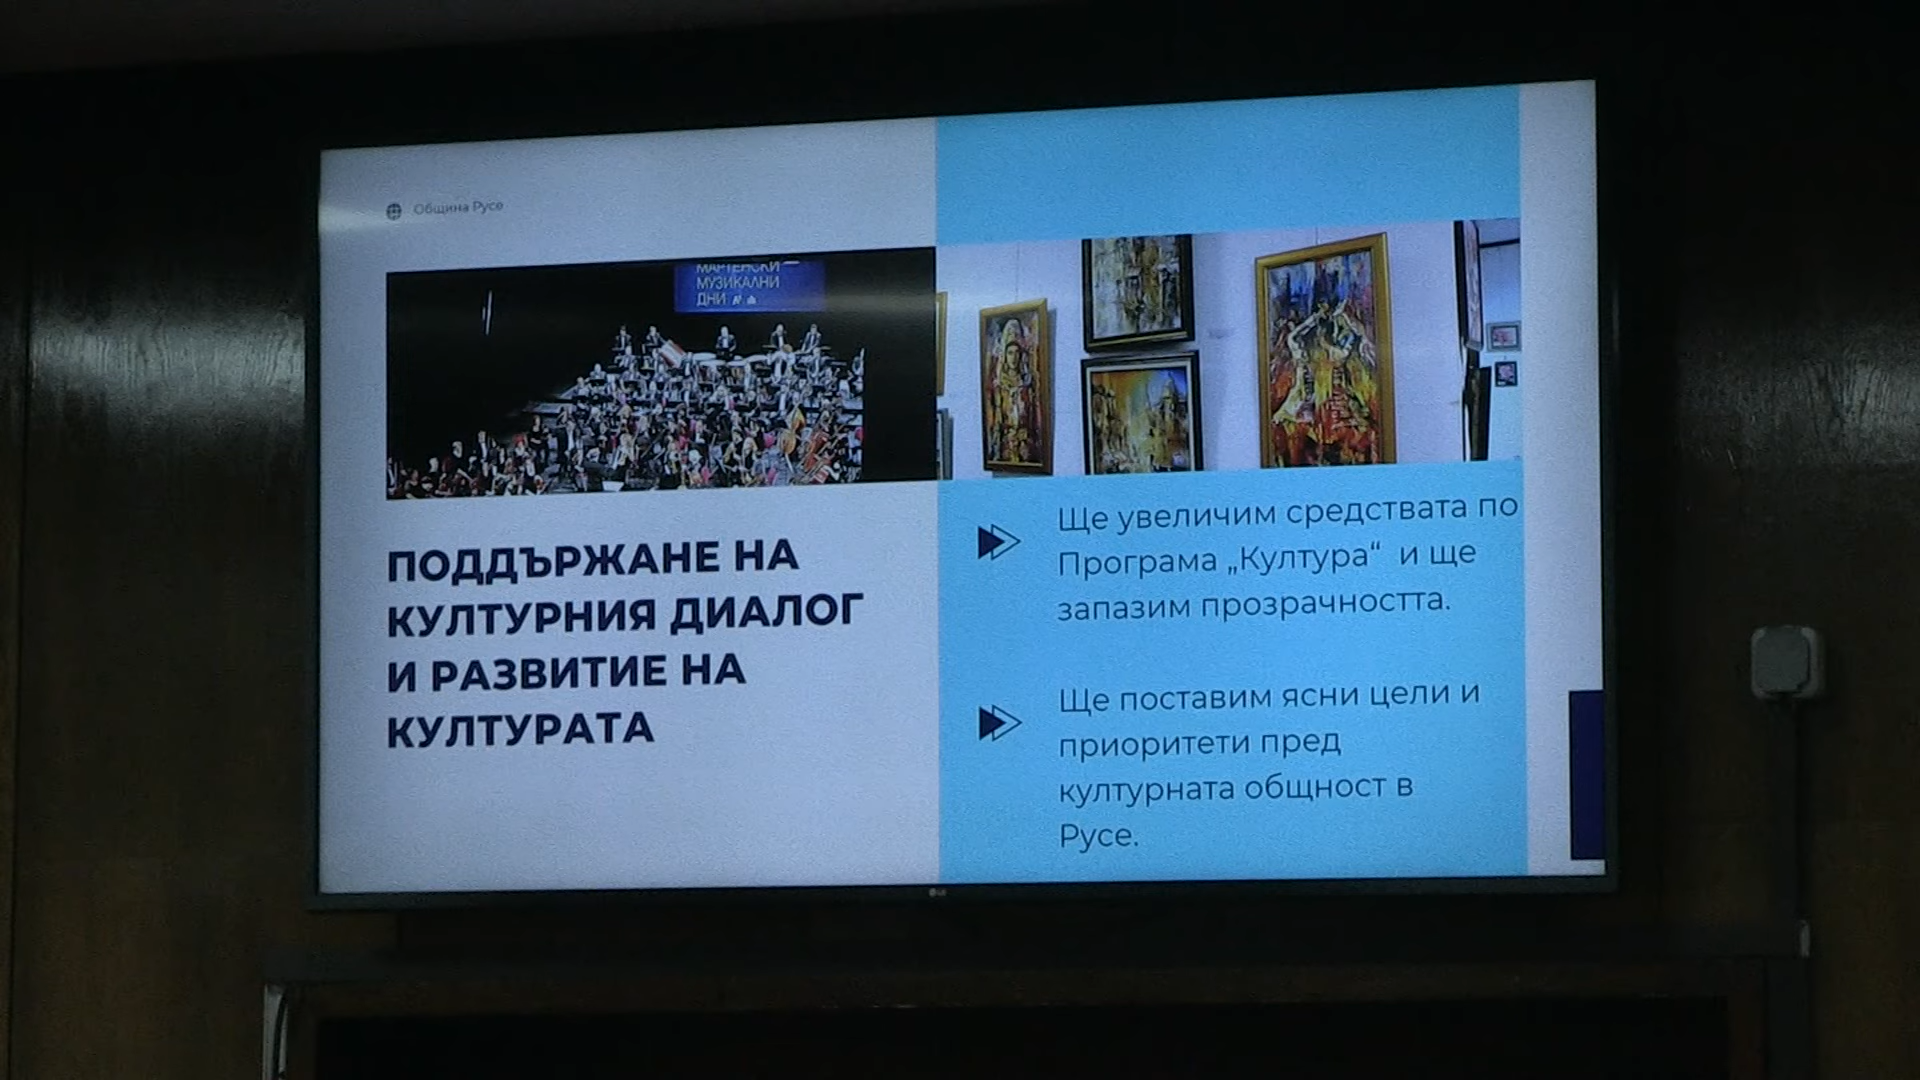 Община Русе
МАРТЕНСКИ
МУЗИКАЛНИ
ДНИ
ПОДДЪРЖАНЕ НА
КУЛТУРНИЯ ДИАЛОГ
И РАЗВИТИЕ НА
КУЛТУРАТА
Ще увеличим средствата по
Програма „Култура“ и ще
запазим прозрачността.
Ще поставим ясни цели и
приоритети пред
културната общност в
Русе.
LG